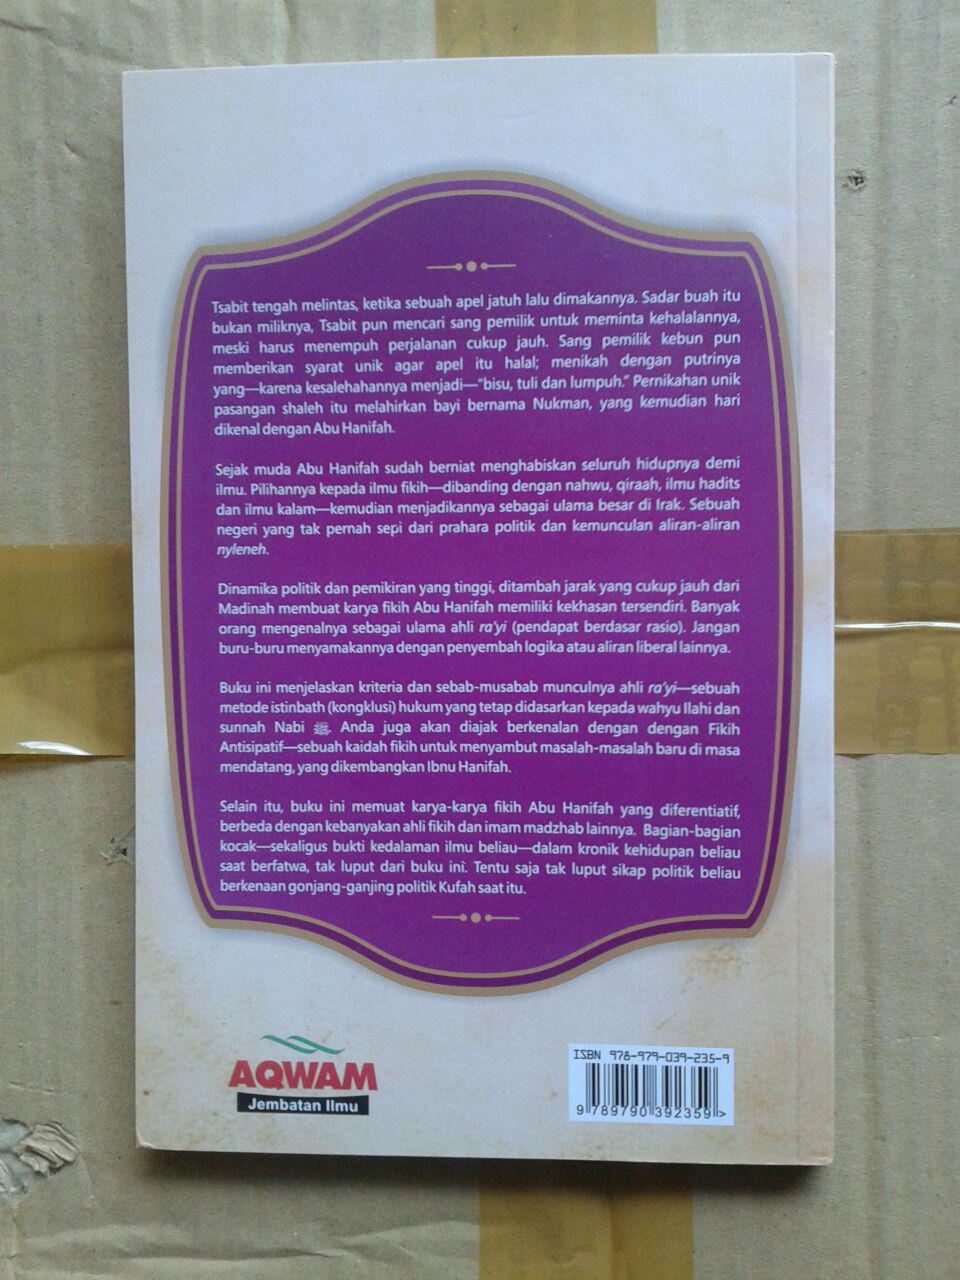 Tsabit tengah melintas, ketika sebuah apel jatuh lalu dimakannya. Sadar buah itu
bukan miliknya, Tsabit pun mencari sang pemilik untuk meminta kehalalannya,
meski harus menempuh perjalanan cukup jauh. Sang pemilik kebun pun
memberikan syarat unik agar apel itu halal; menikah dengan putrinya
yang—karena kesalehahannya menjadi—"bisu, tuli dan lumpuh." Pernikahan unik
pasangan shaleh itu melahirkan bayi bernama Nukman, yang kemudian hari
dikenal dengan Abu Hanifah.
Sejak muda Abu Hanifah sudah berniat menghabiskan seluruh hidupnya demi
ilmu. Pilihannya kepada ilmu fikih—dibanding dengan nahwu, qiraah, ilmu hadits
dan ilmu kalam—kemudian menjadikannya sebagai ulama besar di Irak. Sebuah
negeri yang tak pernah sepi dari prahara politik dan kemunculan aliran-aliran
nyleneh.
Dinamika politik dan pemikiran yang tinggi, ditambah jarak yang cukup jauh dari
Madinah membuat karya fikih Abu Hanifah memiliki kekhasan tersendiri. Banyak
orang mengenalnya sebagai ulama ahli ra'yi (pendapat berdasar rasio). Jangan
buru-buru menyamakannya dengan penyembah logika atau aliran liberal lainnya.
Buku ini menjelaskan kriteria dan sebab-musabab munculnya ahli ra'yi—sebuah
metode istinbath (kongklusi) hukum yang tetap didasarkan kepada wahyu Ilahi dan
sunnah Nabi ﷺ. Anda juga akan diajak berkenalan dengan dengan Fikih
Antisipatif—sebuah kaidah fikih untuk menyambut masalah-masalah baru di masa
mendatang, yang dikembangkan Ibnu Hanifah.
Selain itu, buku ini memuat karya-karya fikih Abu Hanifah yang diferentiatif,
berbeda dengan kebanyakan ahli fikih dan imam madzhab lainnya. Bagian-bagian
kocak—sekaligus bukti kedalaman ilmu beliau—dalam kronik kehidupan beliau
saat berfatwa, tak luput dari buku ini. Tentu saja tak luput sikap politik beliau
berkenaan gonjang-ganjing politik Kufah saat itu.
AQWAM
Jembatan Ilmu
ISBN 978-979-039-235-9
9 789790 392359 >